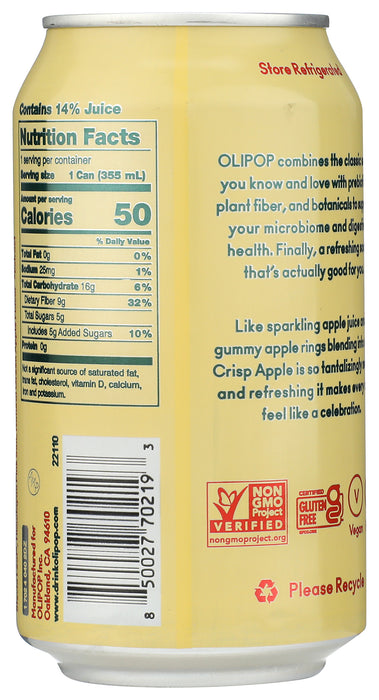 Store Refrigerated
Contains 14% Juice
Nutrition Facts
1 serving per container
Serving size 1 Can (355 mL)
Amount per serving
Calories 50
% Daily Value
Total Fat 0g 0%
Sodium 25mg 1%
Total Carbohydrate 16g 6%
Dietary Fiber 9g 32%
Total Sugars 5g
Includes 5g Added Sugars 10%
Protein 0g
Not a significant source of saturated fat,
trans fat, cholesterol, vitamin D, calcium,
iron and potassium.
OLIPOP combines the classic
you know and love with
plant fiber, and botanicals to
your microbiome and
health. Finally, a refreshing
that's actually good for
Like sparkling apple juice
gummy apple rings blending
Crisp Apple is so tantalizingly
and refreshing it makes
feel like a celebration.
22110
8 50027 70219 3
Manufactured for
OLIPOP Inc.
Oakland, CA 94610
www.drinkolipop.com
NON
GMO
Project
VERIFIED
nongmoproject.org
CERTIFIED
GLUTEN
FREE
GFCO.ORG
V
Vegan
Please Recycle